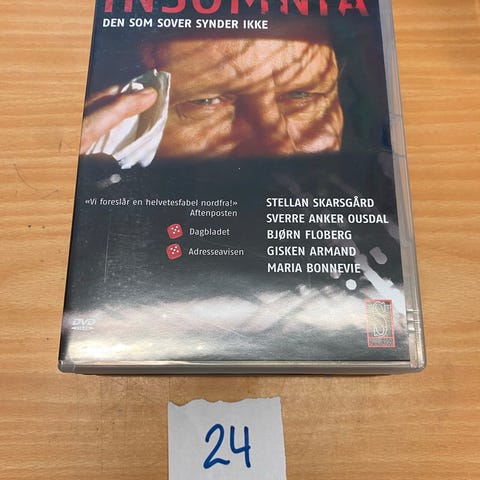 INSOMNIA
DEN SOM SOVER SYNDER IKKE
«Vi foreslår en helvetesfabel nordfra!»
Aftenposten
Dagbladet
Adresseavisen
STELLAN SKARSGÅRD
SVERRE ANKER OUSDAL
BJØRN FLOBERG
GISKEN ARMAND
MARIA BONNEVIE
DVD
24